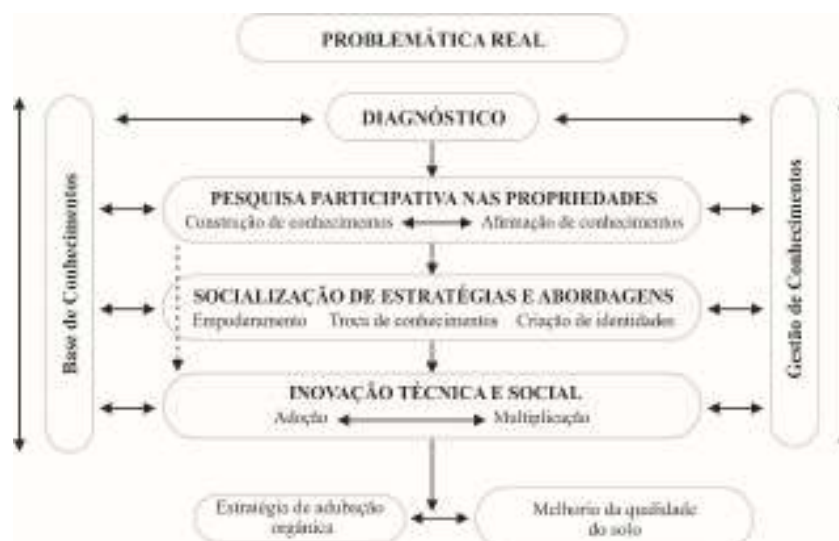 PROBLEMÁTICA REAL
DIAGNÓSTICO
Base de Conhecimentos
Gestão de Conhecimentos
PESQUISA PARTICIPATIVA NAS PROPRIEDADES
Construção de conhecimentos Afirmação de conhecimentos
SOCIALIZAÇÃO DE ESTRATÉGIAS E ABORDAGENS
Empoderamento Troca de conhecimentos Criação de identidades
INOVAÇÃO TÉCNICA E SOCIAL
Adoção Multiplicação
Estratégia de adubação
orgânica
Melhorio da qualidade
do solo